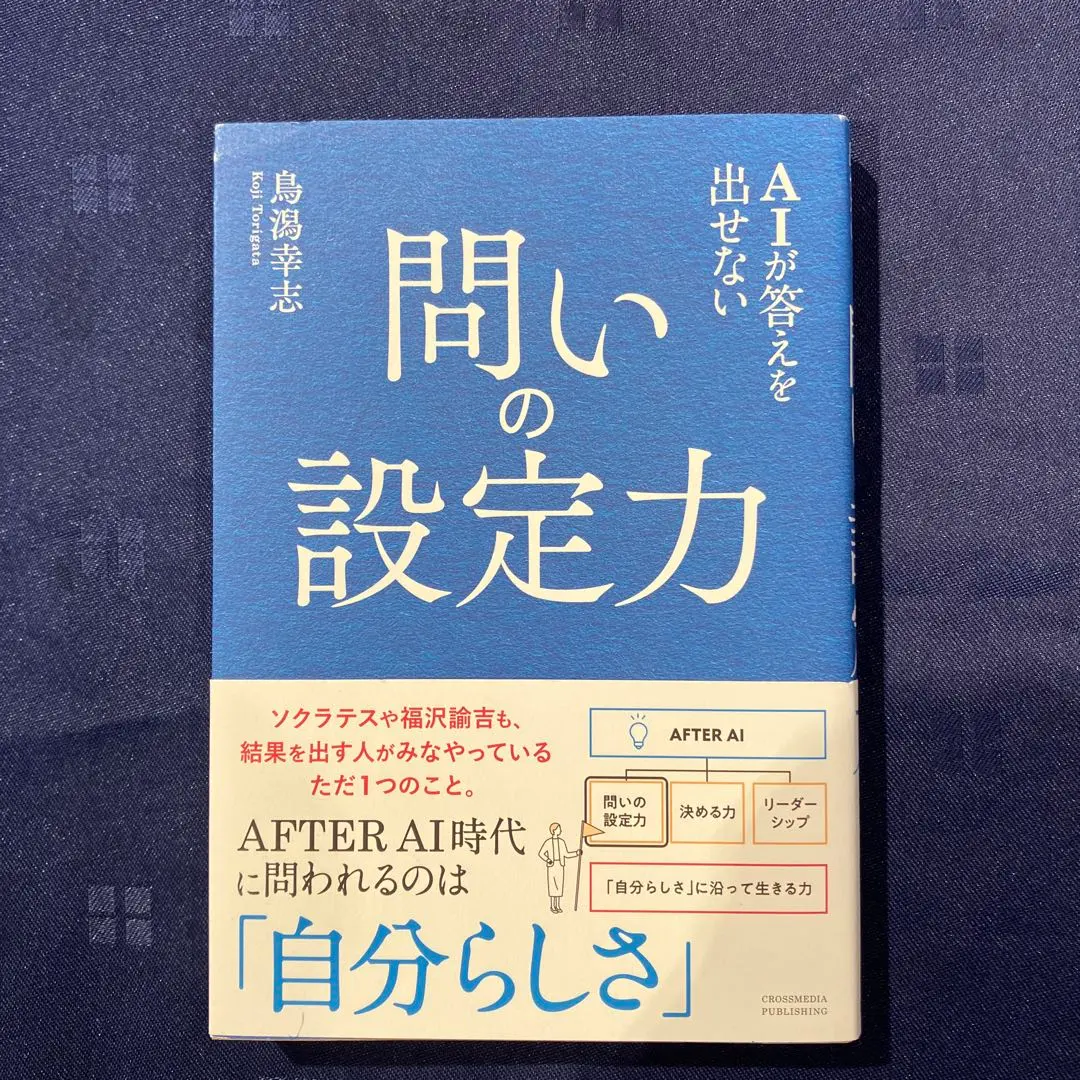 AIが答えを
出せない
問い
の
設定力
鳥潟幸志
Koji Torigata
ソクラテスや福沢諭吉も、
結果を出す人がみなやっている
ただ1つのこと。
AFTER AI時代
に問われるのは
「自分らしさ」
AFTER AI
問いの
設定力
決める力
リーダー
シップ
「自分らしさ」に沿って生きる力
CROSSMEDIA
PUBLISHING